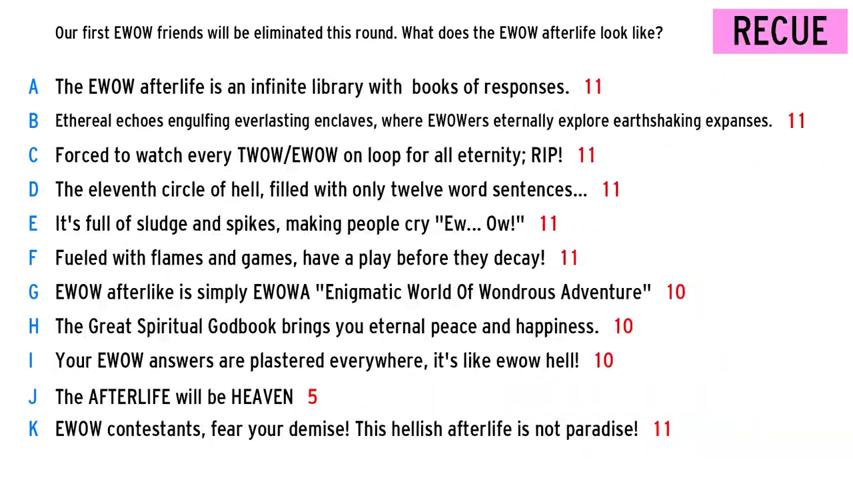 Our first EWOW friends will be eliminated this round. What does the EWOW afterlife look like?
RECUE
A The EWOW afterlife is an infinite library with books of responses. 11
B Ethereal echoes engulfing everlasting enclaves, where EWOWers eternally explore earthshaking expanses. 11
C Forced to watch every TWOW/EWOW on loop for all eternity; RIP! 11
D The eleventh circle of hell, filled with only twelve word sentences... 11
E It's full of sludge and spikes, making people cry "Ew... Ow!" 11
F Fueled with flames and games, have a play before they decay! 11
G EWOW afterlike is simply EWOWA "Enigmatic World Of Wondrous Adventure" 10
H The Great Spiritual Godbook brings you eternal peace and happiness. 10
I Your EWOW answers are plastered everywhere, it's like ewow hell! 10
J The AFTERLIFE will be HEAVEN 5
K EWOW contestants, fear your demise! This hellish afterlife is not paradise! 11